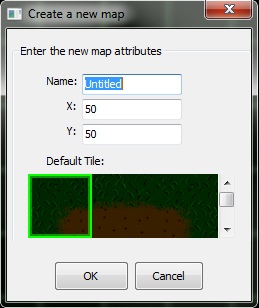 Create a new map
Enter the new map attributes
Name: Untitled
X: 50
Y: 50
Default Tile:
OK Cancel